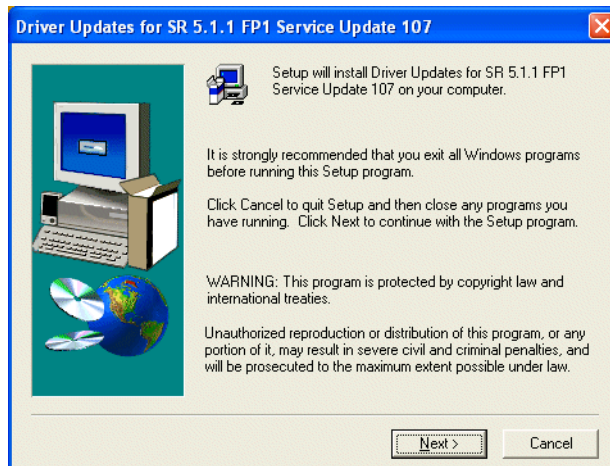 Driver Updates for SR 5.1.1 FP1 Service Update 107
Setup will install Driver Updates for SR 5.1.1 FP1
Service Update 107 on your computer.
It is strongly recommended that you exit all Windows programs
before running this Setup program.
Click Cancel to quit Setup and then close any programs you
have running.  Click Next to continue with the Setup program.
WARNING: This program is protected by copyright law and
international treaties.
Unauthorized reproduction or distribution of this program, or any
portion of it, may result in severe civil and criminal penalties, and
will be prosecuted to the maximum extent possible under law.
Next >
Cancel